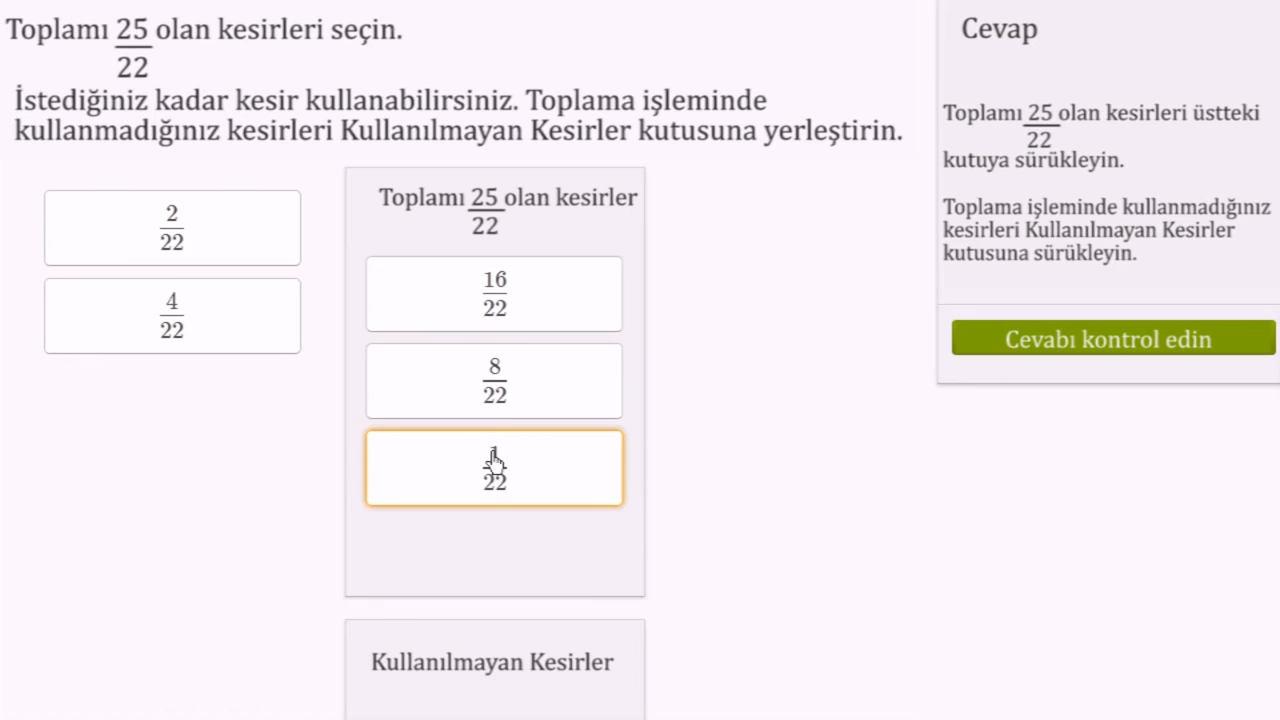 Toplamı 25 olan kesirleri seçin.
22
İstediğiniz kadar kesir kullanabilirsiniz. Toplama işleminde
kullanmadığınız kesirleri Kullanılmayan Kesirler kutusuna yerleştirin.
2
22
4
22
Toplamı 25 olan kesirler
22
16
22
8
22
22
Kullanılmayan Kesirler
Cevap
Toplamı 25 olan kesirleri üstteki
22
kutuya sürükleyin.
Toplama işleminde kullanmadığınız
kesirleri Kullanılmayan Kesirler
kutusuna sürükleyin.
Cevabı kontrol edin